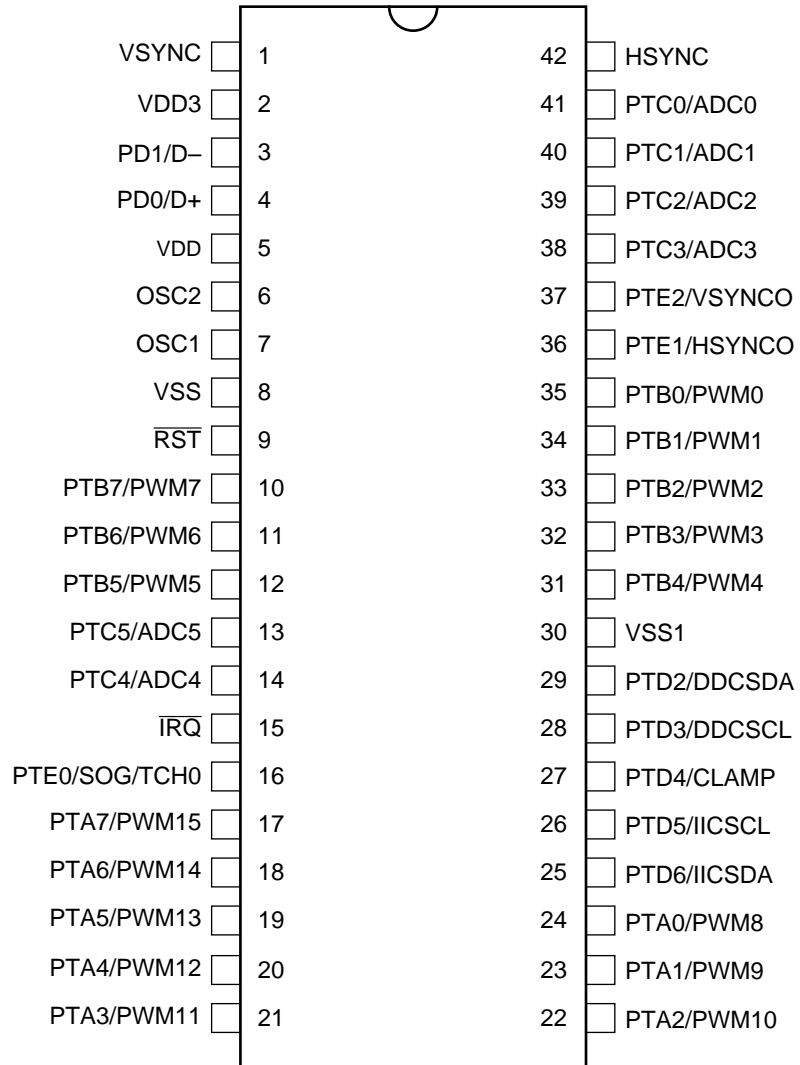 VSYNC 1 42 HSYNC
VDD3 2 41 PTC0/ADC0
PD1/D– 3 40 PTC1/ADC1
PD0/D+ 4 39 PTC2/ADC2
VDD 5 38 PTC3/ADC3
OSC2 6 37 PTE2/VSYNCO
OSC1 7 36 PTE1/HSYNCO
VSS 8 35 PTB0/PWM0
RST 9 34 PTB1/PWM1
PTB7/PWM7 10 33 PTB2/PWM2
PTB6/PWM6 11 32 PTB3/PWM3
PTB5/PWM5 12 31 PTB4/PWM4
PTC5/ADC5 13 30 VSS1
PTC4/ADC4 14 29 PTD2/DDCSDA
IRQ 15 28 PTD3/DDCSCL
PTE0/SOG/TCH0 16 27 PTD4/CLAMP
PTA7/PWM15 17 26 PTD5/IICSCL
PTA6/PWM14 18 25 PTD6/IICSDA
PTA5/PWM13 19 24 PTA0/PWM8
PTA4/PWM12 20 23 PTA1/PWM9
PTA3/PWM11 21 22 PTA2/PWM10